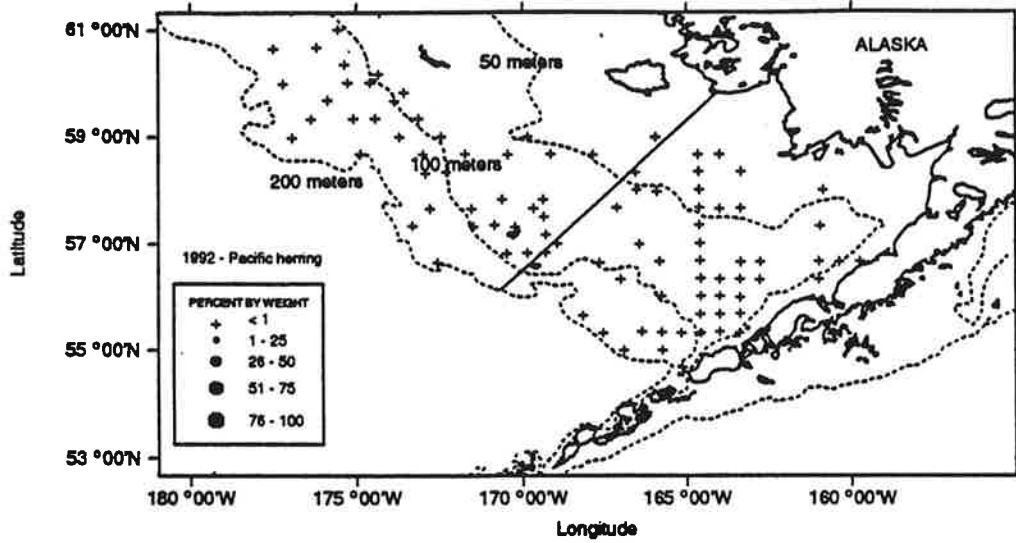 61 °00'N
59 °00'N
57 °00'N
55 °00'N
53 °00'N
Latitude
ALASKA
50 meters
100 meters
200 meters
1992 - Pacific herring
PERCENT BY WEIGHT
+ < 1
1 - 25
26 - 50
51 - 75
76 - 100
180 °00'W
175 °00'W
170 °00'W
165 °00'W
160 °00'W
Longitude